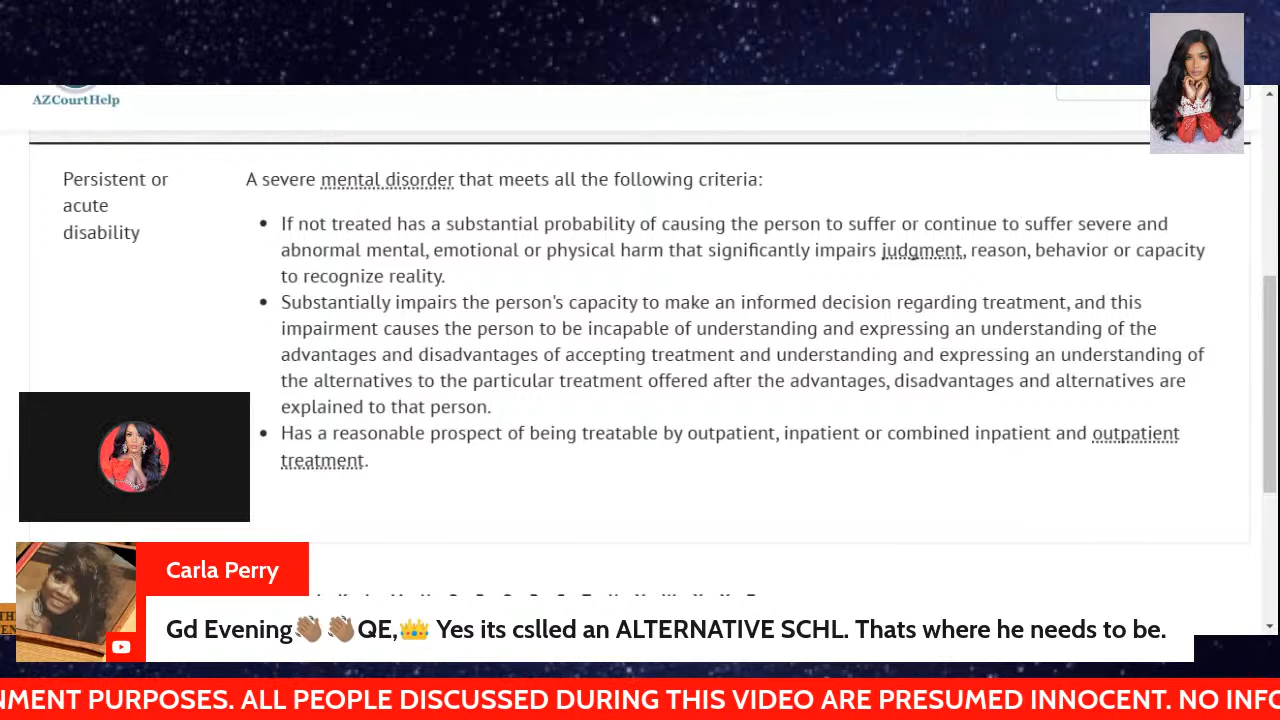 AZCourtHelp
Persistent or
acute
disability
A severe mental disorder that meets all the following criteria:
• If not treated has a substantial probability of causing the person to suffer or continue to suffer severe and
abnormal mental, emotional or physical harm that significantly impairs judgment, reason, behavior or capacity
to recognize reality.
• Substantially impairs the person's capacity to make an informed decision regarding treatment, and this
impairment causes the person to be incapable of understanding and expressing an understanding of the
advantages and disadvantages of accepting treatment and understanding and expressing an understanding of
the alternatives to the particular treatment offered after the advantages, disadvantages and alternatives are
explained to that person.
• Has a reasonable prospect of being treatable by outpatient, inpatient or combined inpatient and outpatient
treatment.
Carla Perry
Gd Evening👋🏽👋🏽QE,👑 Yes its cslled an ALTERNATIVE SCHL. Thats where he needs to be.
NMENT PURPOSES. ALL PEOPLE DISCUSSED DURING THIS VIDEO ARE PRESUMED INNOCENT. NO INFO